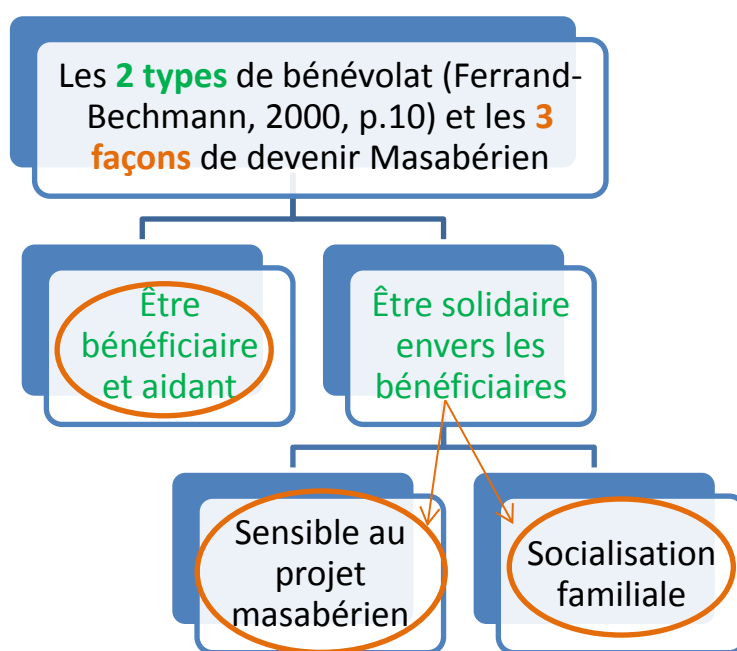 Les 2 types de bénévolat (Ferrand-
Bechmann, 2000, p.10) et les 3
façons de devenir Masabérien
Être
bénéficiaire
et aidant
Être solidaire
envers les
bénéficiaires
Sensible au
projet
masabérien
Socialisation
familiale